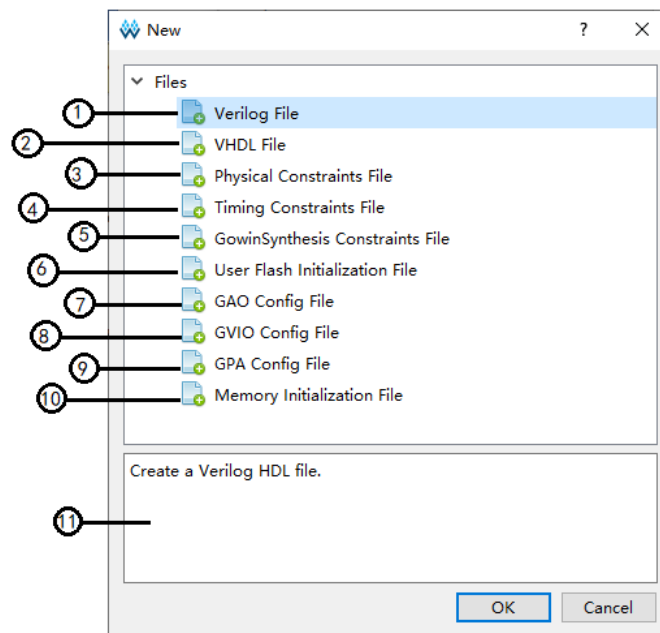 New
Files
① Verilog File
② VHDL File
③ Physical Constraints File
④ Timing Constraints File
⑤ GowinSynthesis Constraints File
⑥ User Flash Initialization File
⑦ GAO Config File
⑧ GVIO Config File
⑨ GPA Config File
⑩ Memory Initialization File
Create a Verilog HDL file.
⑪
OK Cancel